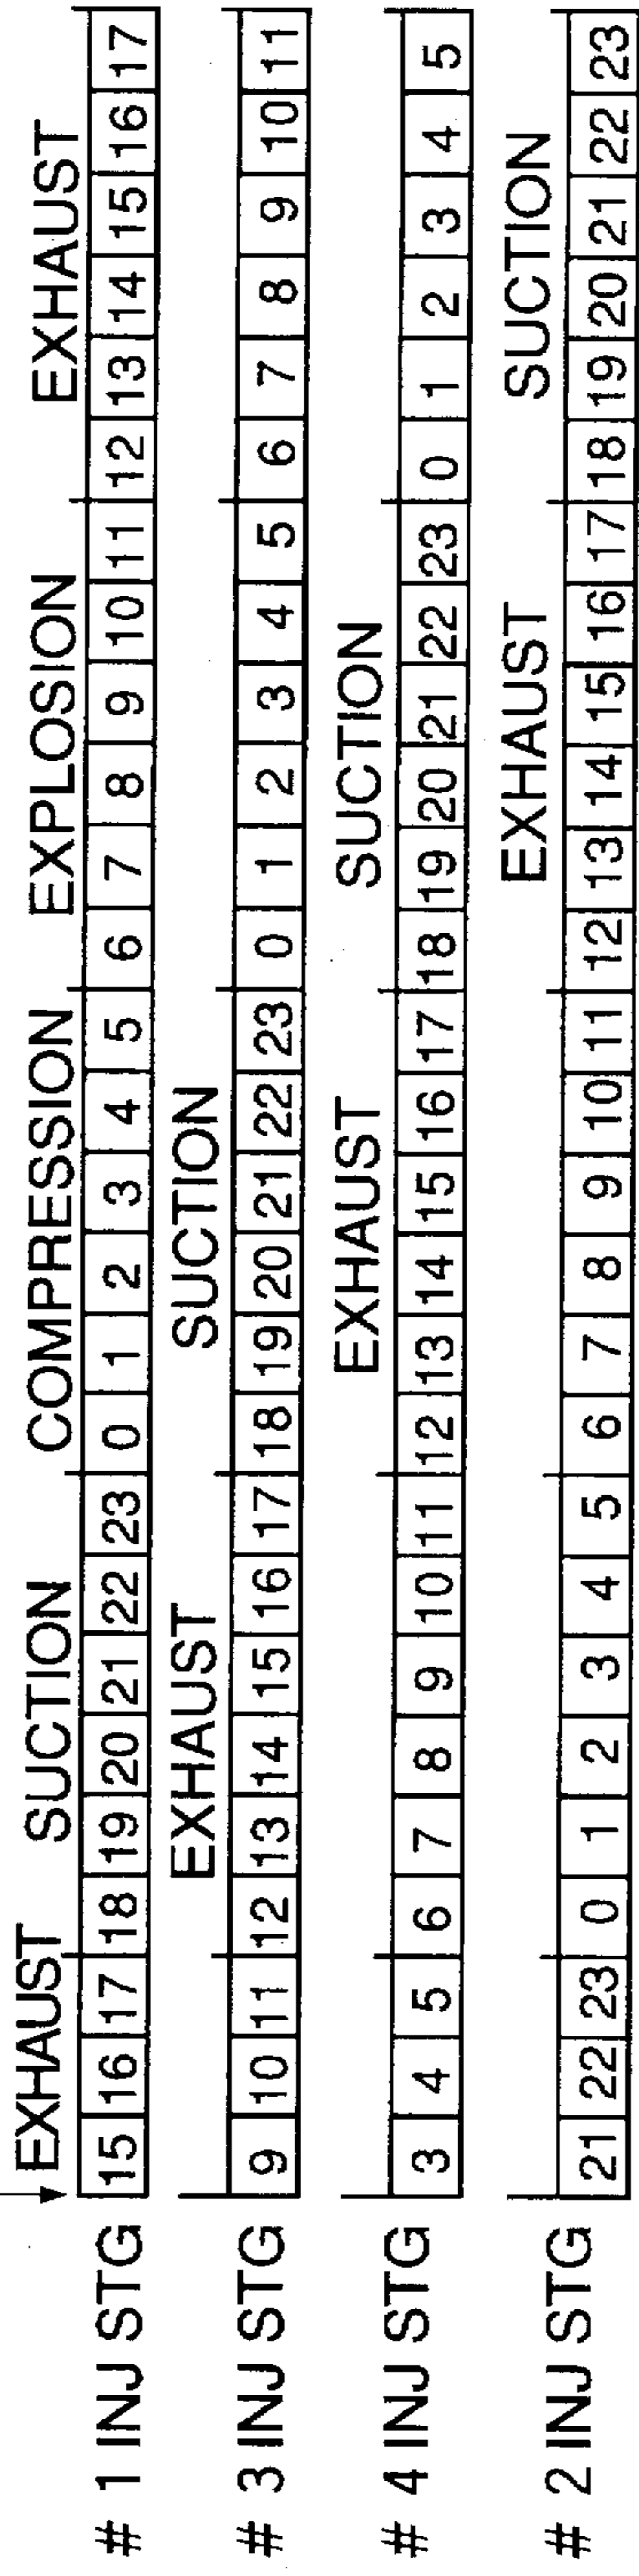 EXHAUST SUCTION COMPRESSION EXPLOSION EXHAUST
# 1 INJ STG 15 16 17 18 19 20 21 22 23 0 1 2 3 4 5 6 7 8 9 10 11 12 13 14 15 16 17
EXHAUST SUCTION
# 3 INJ STG 9 10 11 12 13 14 15 16 17 18 19 20 21 22 23 0 1 2 3 4 5 6 7 8 9 10 11
EXHAUST SUCTION
# 4 INJ STG 3 4 5 6 7 8 9 10 11 12 13 14 15 16 17 18 19 20 21 22 23 0 1 2 3 4 5
EXHAUST SUCTION
# 2 INJ STG 21 22 23 0 1 2 3 4 5 6 7 8 9 10 11 12 13 14 15 16 17 18 19 20 21 22 23